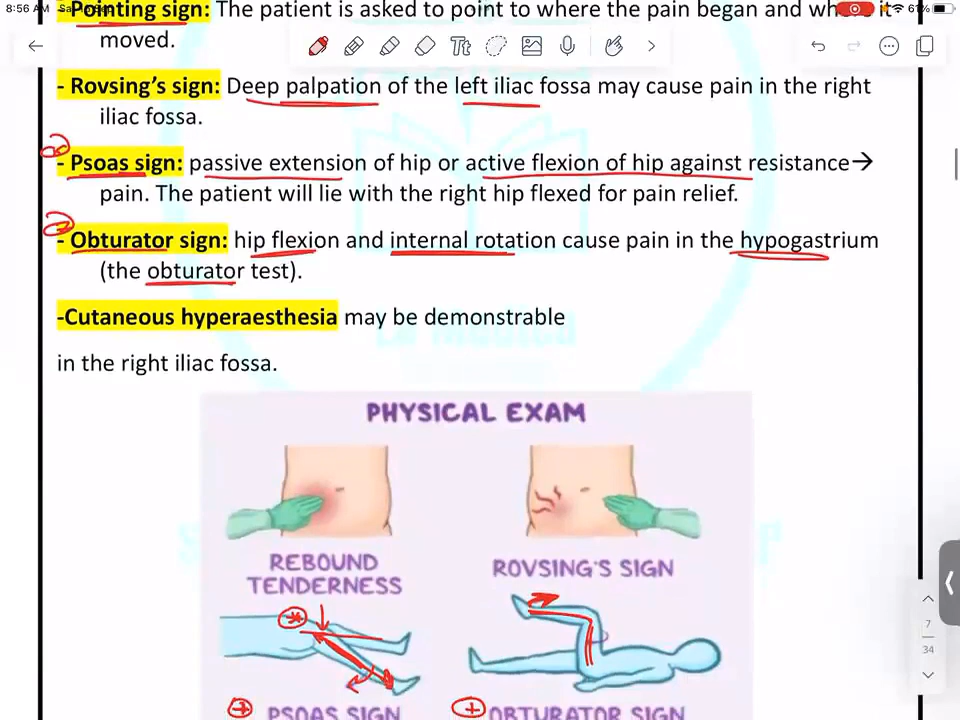 8:56 AM
61%
- Pointing sign: The patient is asked to point to where the pain began and where it
moved.
- Rovsing's sign: Deep palpation of the left iliac fossa may cause pain in the right
iliac fossa.
- Psoas sign: passive extension of hip or active flexion of hip against resistance→
pain. The patient will lie with the right hip flexed for pain relief.
- Obturator sign: hip flexion and internal rotation cause pain in the hypogastrium
(the obturator test).
-Cutaneous hyperaesthesia may be demonstrable
in the right iliac fossa.
PHYSICAL EXAM
REBOUND
TENDERNESS
ROVSING'S SIGN
PSOAS SIGN
OBTURATOR SIGN
7
34